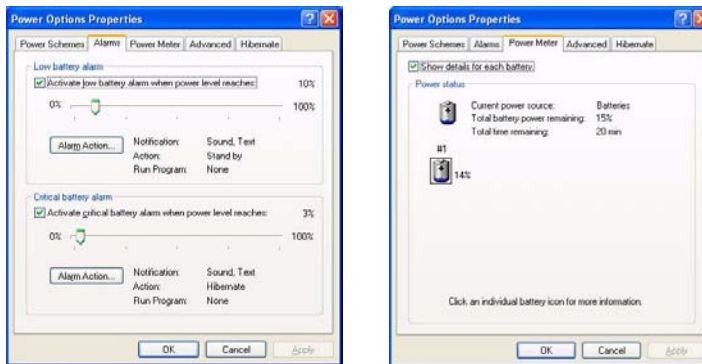 Power Options Properties
Power Schemes Alarms Power Meter Advanced Hibernate
Low battery alarm
Activate low battery alarm when power level reaches: 10%
0% 100%
Alarm Action... Notification: Sound, Text
Action: Stand by
Run Program: None
Critical battery alarm
Activate critical battery alarm when power level reaches: 3%
0% 100%
Alarm Action... Notification: Sound, Text
Action: Hibernate
Run Program: None
OK Cancel Apply
Power Options Properties
Power Schemes Alarms Power Meter Advanced Hibernate
Show details for each battery.
Power status
Current power source: Batteries
Total battery power remaining: 15%
Total time remaining: 20 min
#1
14%
Click an individual battery icon for more information.
OK Cancel Apply